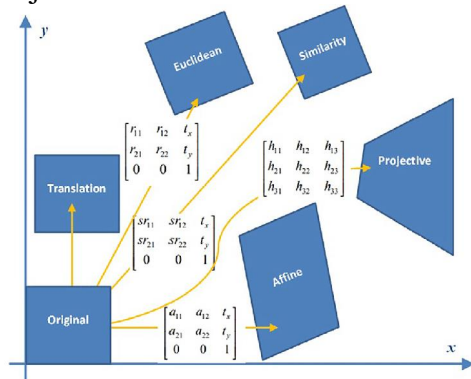 y
Euclidean
Similarity
r11 r12 tx
r21 r22 ty
0 0 1
h11 h12 h13
h21 h22 h23
h31 h32 h33
Projective
Translation
sr11 sr12 tx
sr21 sr22 ty
0 0 1
Affine
Original
a11 a12 tx
a21 a22 ty
0 0 1
x